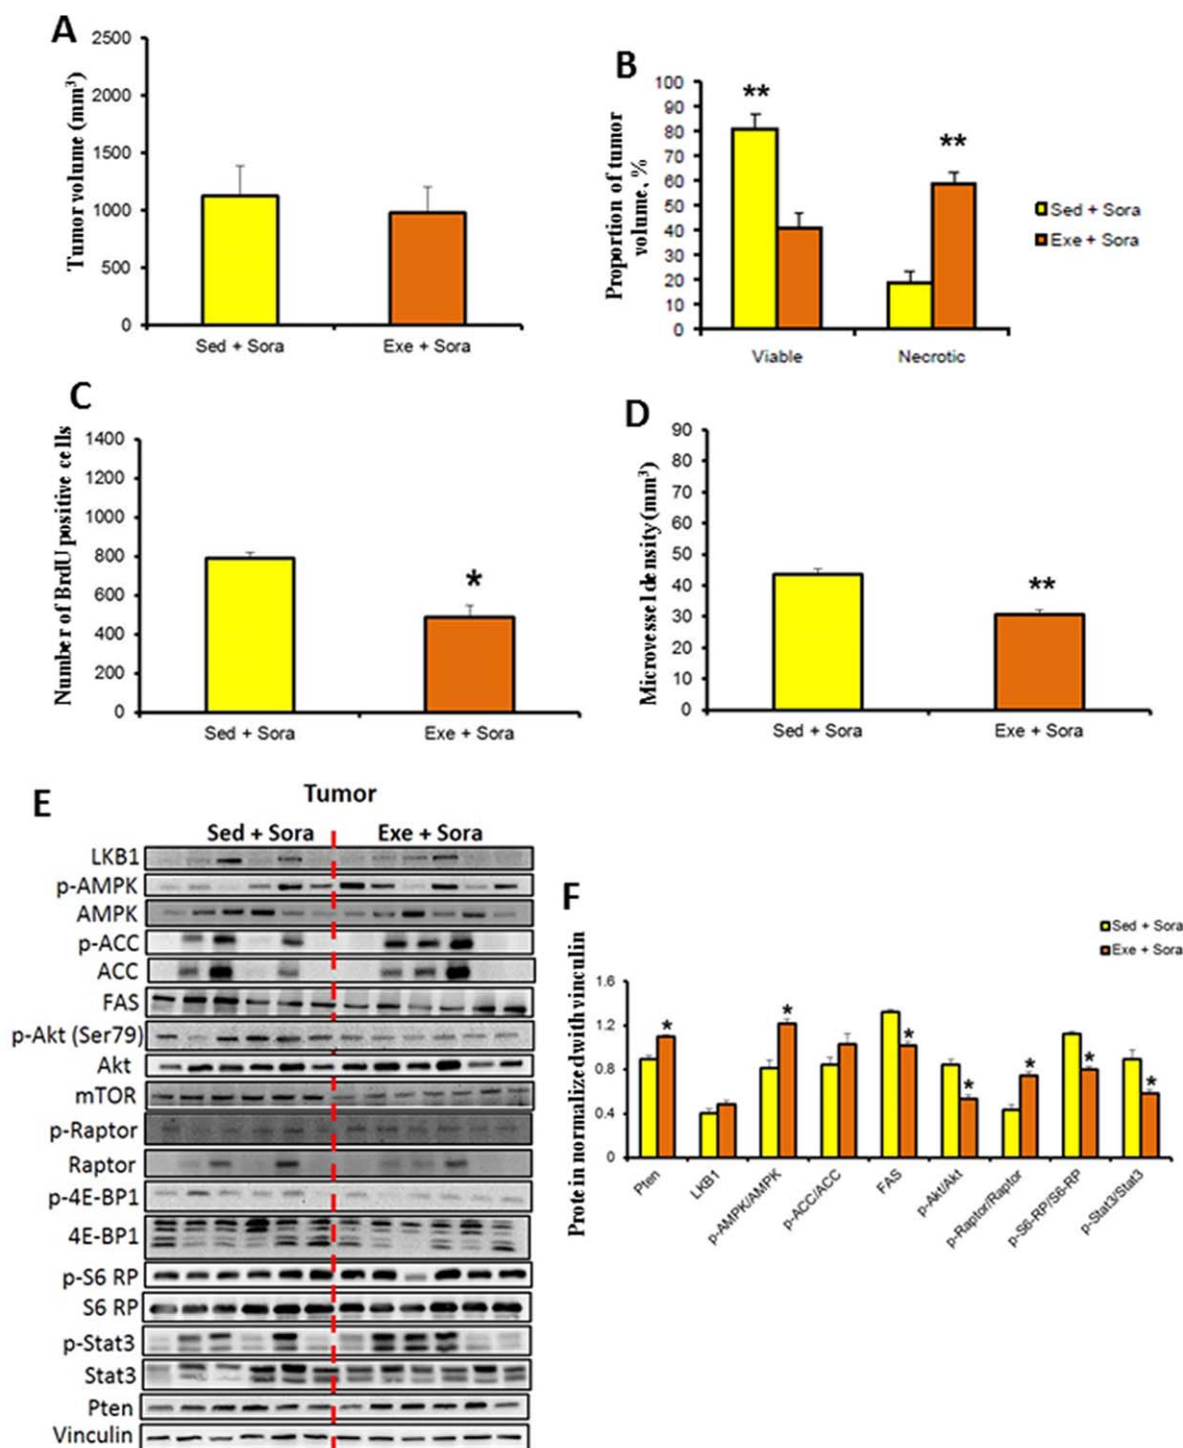 A
2500
2000
1500
1000
500
0
Tumor volume (mm³)
Sed + Sora
Exe + Sora
B
100
90
80
70
60
50
40
30
20
10
0
Proportion of tumor
volume, %
**
**
Viable
Necrotic
Sed + Sora
Exe + Sora
C
1400
1200
1000
800
600
400
200
0
Number of BrdU positive cells
*
Sed + Sora
Exe + Sora
D
90
80
70
60
50
40
30
20
10
0
Microvessel density (mm³)
**
Sed + Sora
Exe + Sora
E
Tumor
Sed + Sora
Exe + Sora
LKB1
p-AMPK
AMPK
p-ACC
ACC
FAS
p-Akt (Ser79)
Akt
mTOR
p-Raptor
Raptor
p-4E-BP1
4E-BP1
p-S6 RP
S6 RP
p-Stat3
Stat3
Pten
Vinculin
F
Sed + Sora
Exe + Sora
1.6
1.2
0.8
0.4
0
Protein normalized with vinculin
*
*
*
*
*
*
*
Pten
LKB1
p-AMPK/AMPK
p-ACC/ACC
FAS
p-Akt/Akt
p-Raptor/Raptor
p-S6-RP/S6-RP
p-Stat3/Stat3